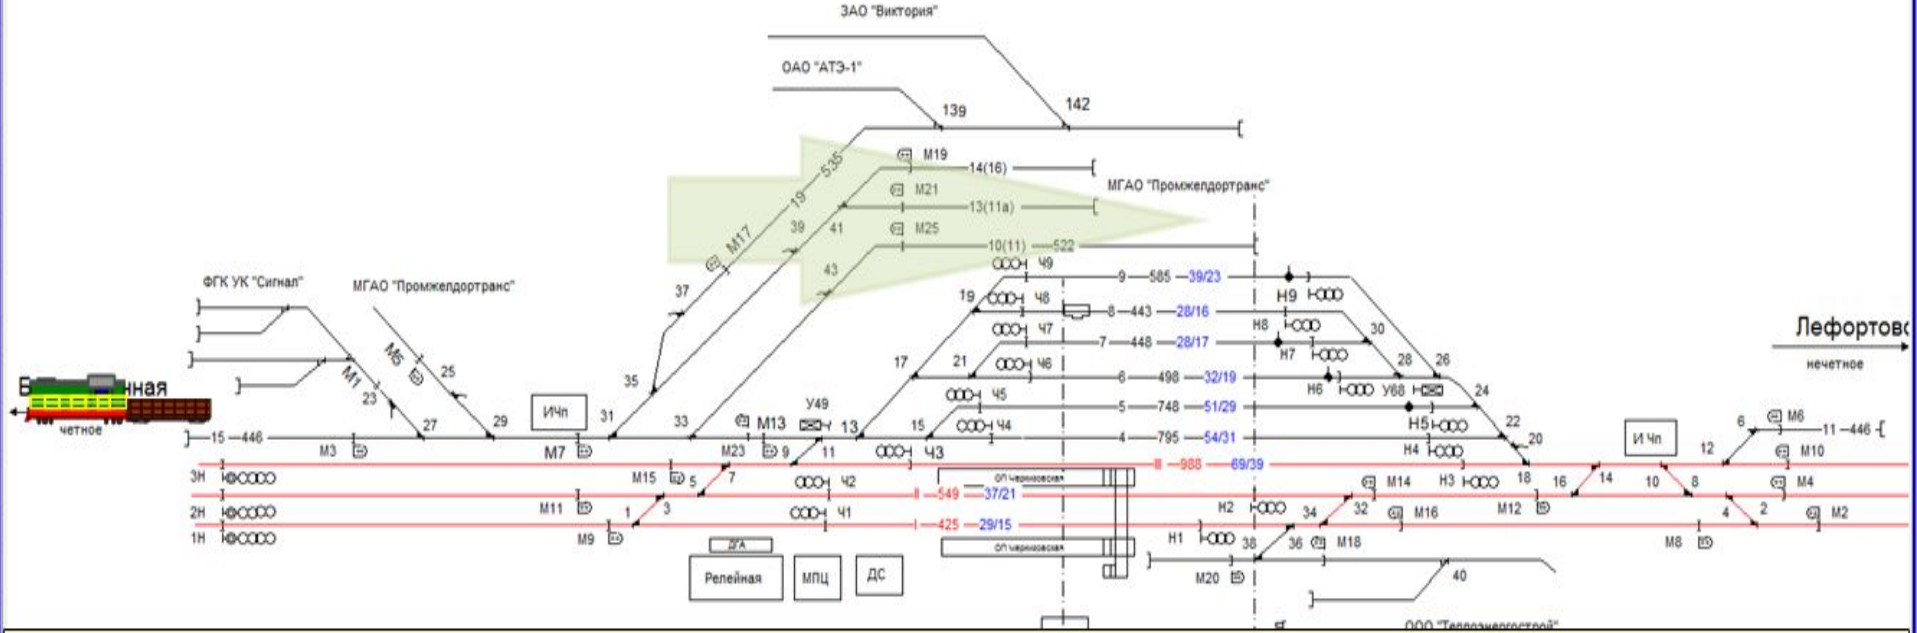 ЗАО "Виктория"
ОАО "АТЭ-1"
139
142
535
19
М17
М19
14(16)
М21
13(11а)
МГАО "Промжелдортранс"
39
41
М25
10(11) 522
43
37
35
ФГК УК "Сигнал"
МГАО "Промжелдортранс"
М5
25
М1
23
27
29
ИЧп
31
33
четное
15 446
М3
М7
М13
М23
У49
9
11
13
15
17
19
21
Ч9
9 585 39/23
Н9
Ч8
8 443 28/16
Н8
30
Ч7
7 448 28/17
Н7
28
26
Ч6
6 498 32/19
Н6
У68
24
Ч5
5 748 51/29
Н5
22
20
Ч4
4 795 54/31
Н4
Ч3
III 988 69/39
Н3
18
Лефортово
нечетное
И Чп
6
М6
11 446
12
М10
3Н
М15
5
7
Ч2
ОП Черкизовская
II 549 37/21
Н2
М14
32
34
М12
16
14
10
8
М4
2Н
М11
1
3
Ч1
I 425 29/15
Н1
38
36
М16
М18
М8
4
2
М2
1Н
М9
ДГА
ОП Черкизовская
Релейная
МПЦ
ДС
М20
40
ООО "Теплоэнергострой"